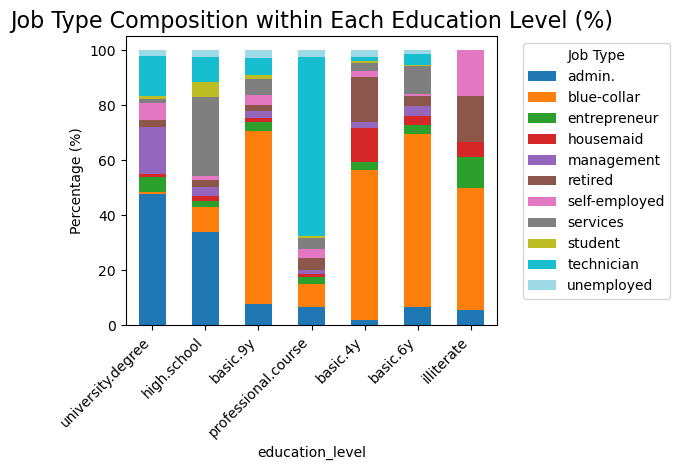 Job Type Composition within Each Education Level (%)
Percentage (%)
100
80
60
40
20
0
university.degree
high.school
basic.9y
professional.course
basic.4y
basic.6y
illiterate
education_level
Job Type
admin.
blue-collar
entrepreneur
housemaid
management
retired
self-employed
services
student
technician
unemployed